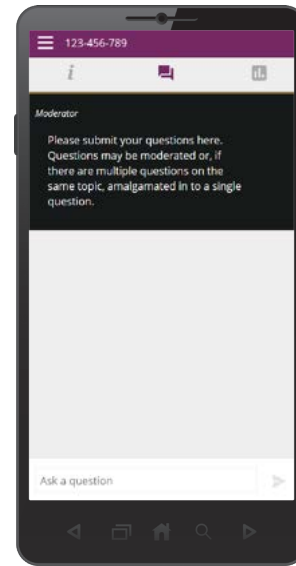 123-456-789
i
Moderator
Please submit your questions here.
Questions may be moderated or, if
there are multiple questions on the
same topic, amalgamated in to a single
question.
Ask a question